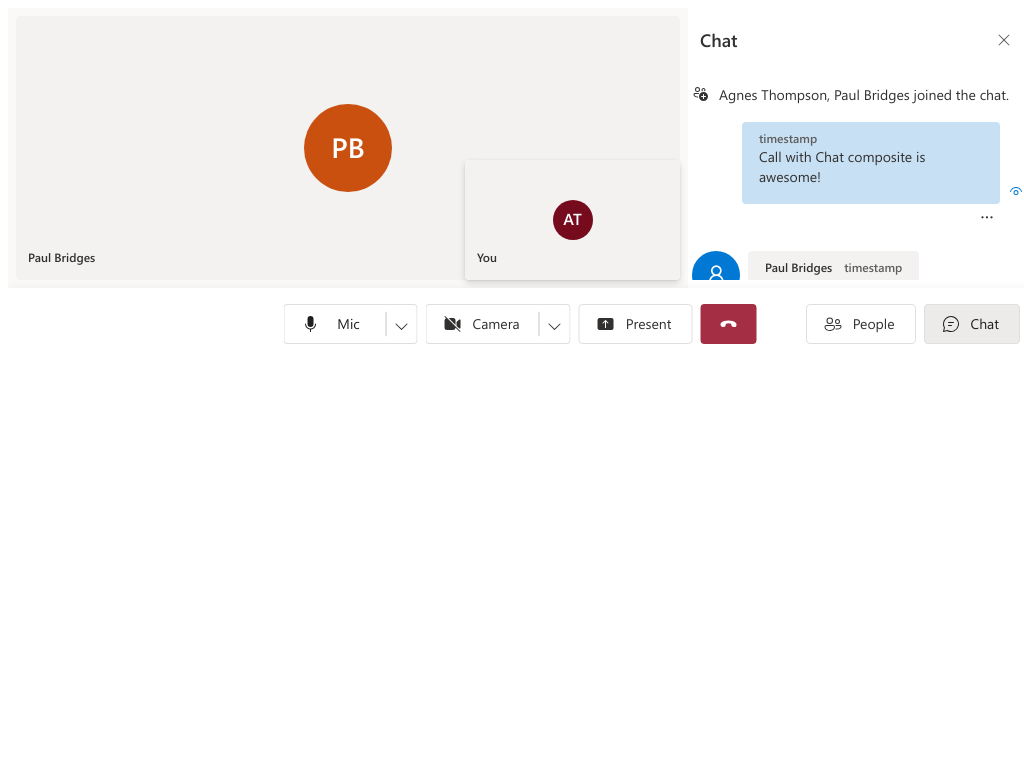 PB
Paul Bridges
AT
You
Chat
Agnes Thompson, Paul Bridges joined the chat.
timestamp
Call with Chat composite is
awesome!
Paul Bridges timestamp
Mic
Camera
Present
People
Chat